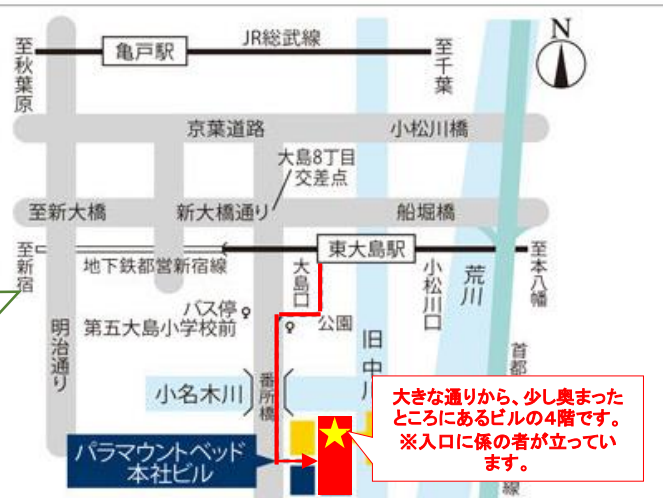 N
JR総武線
亀戸駅
至秋葉原
至千葉
京葉道路
小松川橋
大島8丁目
交差点
至新大橋
新大橋通り
船堀橋
至新宿
地下鉄都営新宿線
東大島駅
至本八幡
大島口
小松川口
荒川
バス停
第五大島小学校前
公園
明治通り
旧中川
首都
線
小名木川
番所橋
大きな通りから、少し奥まった
ところにあるビルの4階です。
※入口に係の者が立ってい
ます。
パラマウントベッド
本社ビル